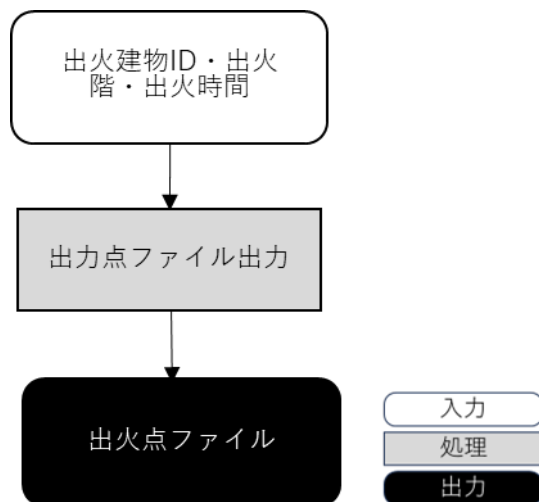 出火建物ID・出火
階・出火時間
出力点ファイル出力
出火点ファイル
入力
処理
出力